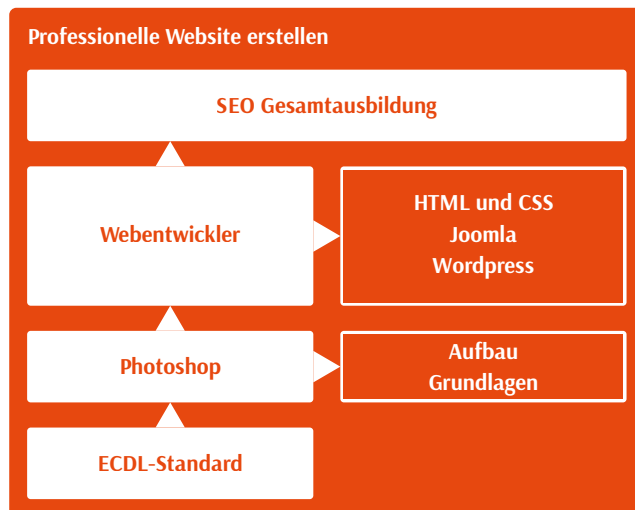 Professionelle Website erstellen
SEO Gesamtausbildung
Webentwickler
HTML und CSS
Joomla
Wordpress
Photoshop
Aufbau
Grundlagen
ECDL-Standard